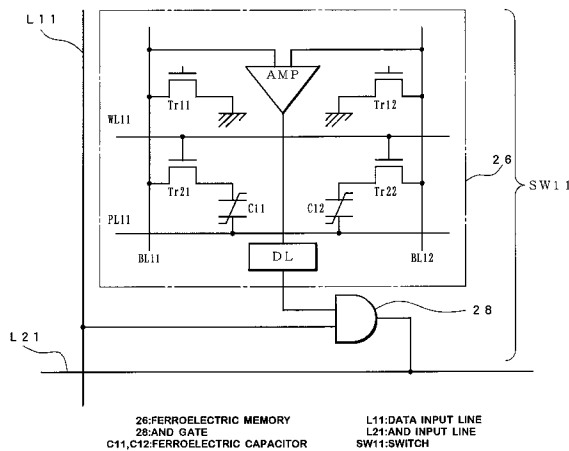 L11
AMP
Tr11
Tr12
WL11
26
SW11
Tr21
Tr22
C11
C12
PL11
BL11
BL12
DL
28
L21
26:FERROELECTRIC MEMORY
L11:DATA INPUT LINE
28:AND GATE
L21:AND INPUT LINE
C11,C12:FERROELECTRIC CAPACITOR
SW11:SWITCH